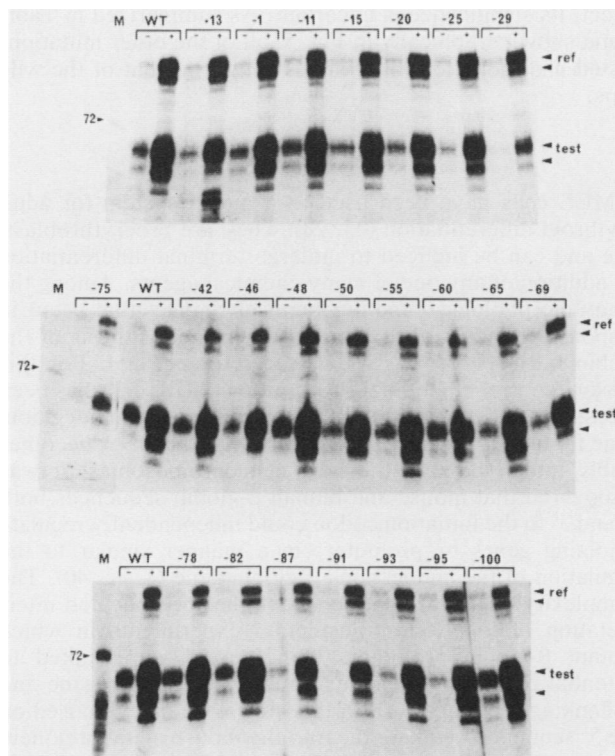 M WT -13 -1 -11 -15 -20 -25 -29
- + - + - + - + - + - + - + - +
ref
72
test
M -75 WT -42 -46 -48 -50 -55 -60 -65 -69
- + - + - + - + - + - + - + - + - + - +
ref
72
test
M WT -78 -82 -87 -91 -93 -95 -100
- + - + - + - + - + - + - + - +
ref
72
test